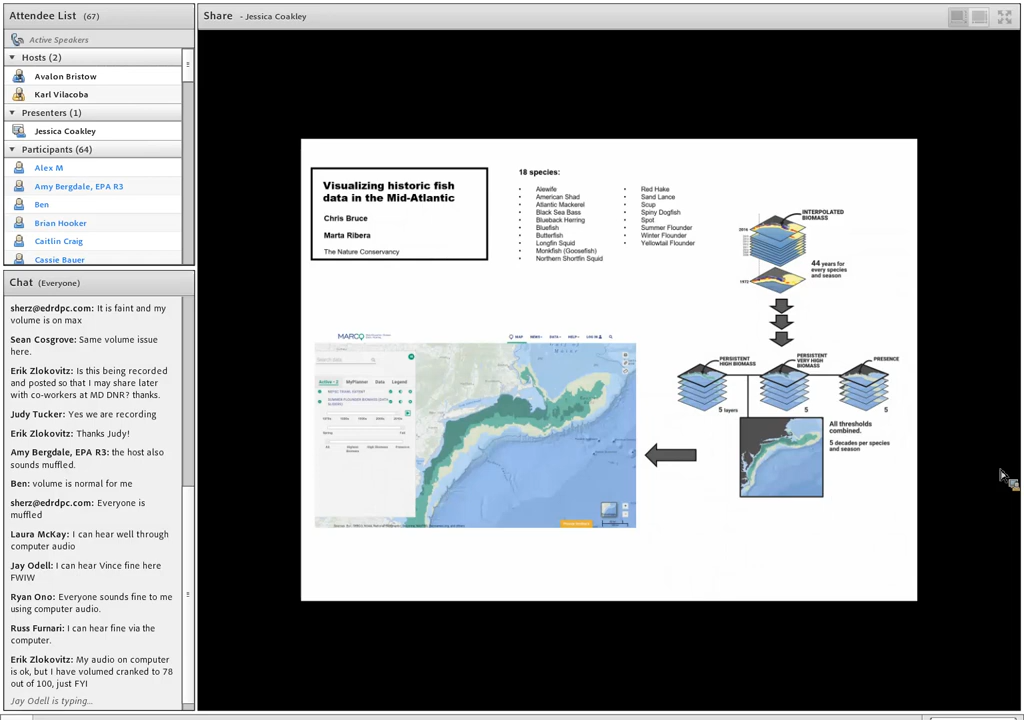 Attendee List (67)
Active Speakers
Hosts (2)
Avalon Bristow
Karl Vilacoba
Presenters (1)
Jessica Coakley
Participants (64)
Alex M
Amy Bergdale, EPA R3
Ben
Brian Hooker
Caitlin Craig
Cassie Bauer
Chat (Everyone)
sherz@edrdpc.com: It is faint and my
volume is on max
Sean Cosgrove: Same volume issue
here.
Erik Zlokovitz: Is this being recorded
and posted so that I may share later
with co-workers at MD DNR? thanks.
Judy Tucker: Yes we are recording
Erik Zlokovitz: Thanks Judy!
Amy Bergdale, EPA R3: the host also
sounds muffled.
Ben: volume is normal for me
sherz@edrdpc.com: Everyone is
muffled
Laura McKay: I can hear well through
computer audio
Jay Odell: I can hear Vince fine here
FWIW
Ryan Ono: Everyone sounds fine to me
using computer audio.
Russ Furnari: I can hear fine via the
computer.
Erik Zlokovitz: My audio on computer
is ok, but I have volumed cranked to 78
out of 100, just FYI
Jay Odell is typing...
Share - Jessica Coakley
Visualizing historic fish
data in the Mid-Atlantic
Chris Bruce
Marta Ribera
The Nature Conservancy
18 species:
Alewife
American Shad
Atlantic Mackerel
Black Sea Bass
Blueback Herring
Bluefish
Butterfish
Longfin Squid
Monkfish (Goosefish)
Northern Shortfin Squid
Red Hake
Sand Lance
Scup
Spiny Dogfish
Spot
Summer Flounder
Winter Flounder
Yellowtail Flounder
INTERPOLATED
BIOMASS
44 years for
every species
and season
PERSISTENT
HIGH BIOMASS
PERSISTENT
VERY HIGH
BIOMASS
PRESENCE
5 layers
5
5
All thresholds
combined.
5 decades per species
and season
MARCO
MAP
NEWS
DATA
HELP
LOG IN
MyPlanner
Data
Legend